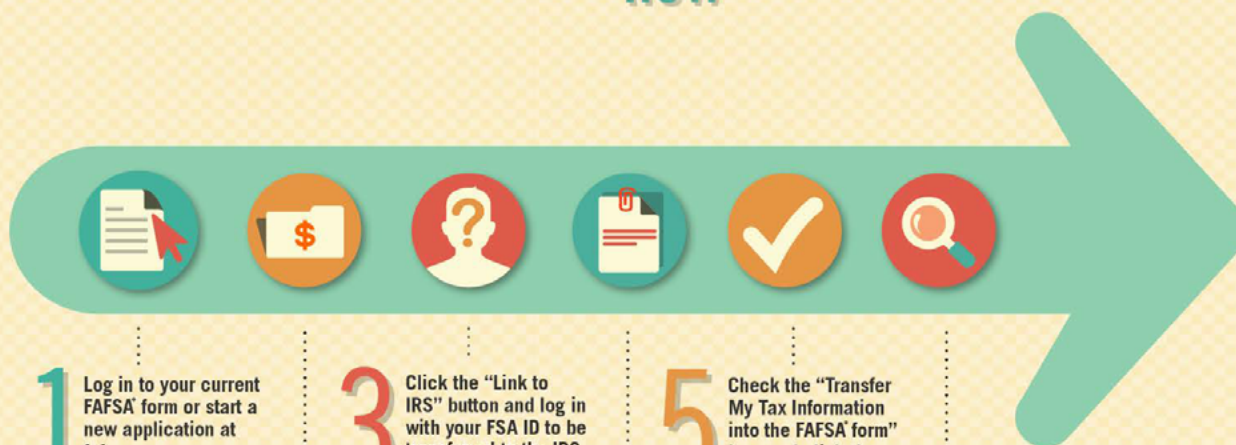 $
?
1
Log in to your current
FAFSA® form or start a
new application at
3
Click the “Link to
IRS” button and log in
with your FSA ID to be
5
Check the “Transfer
My Tax Information
into the FAFSA® form”